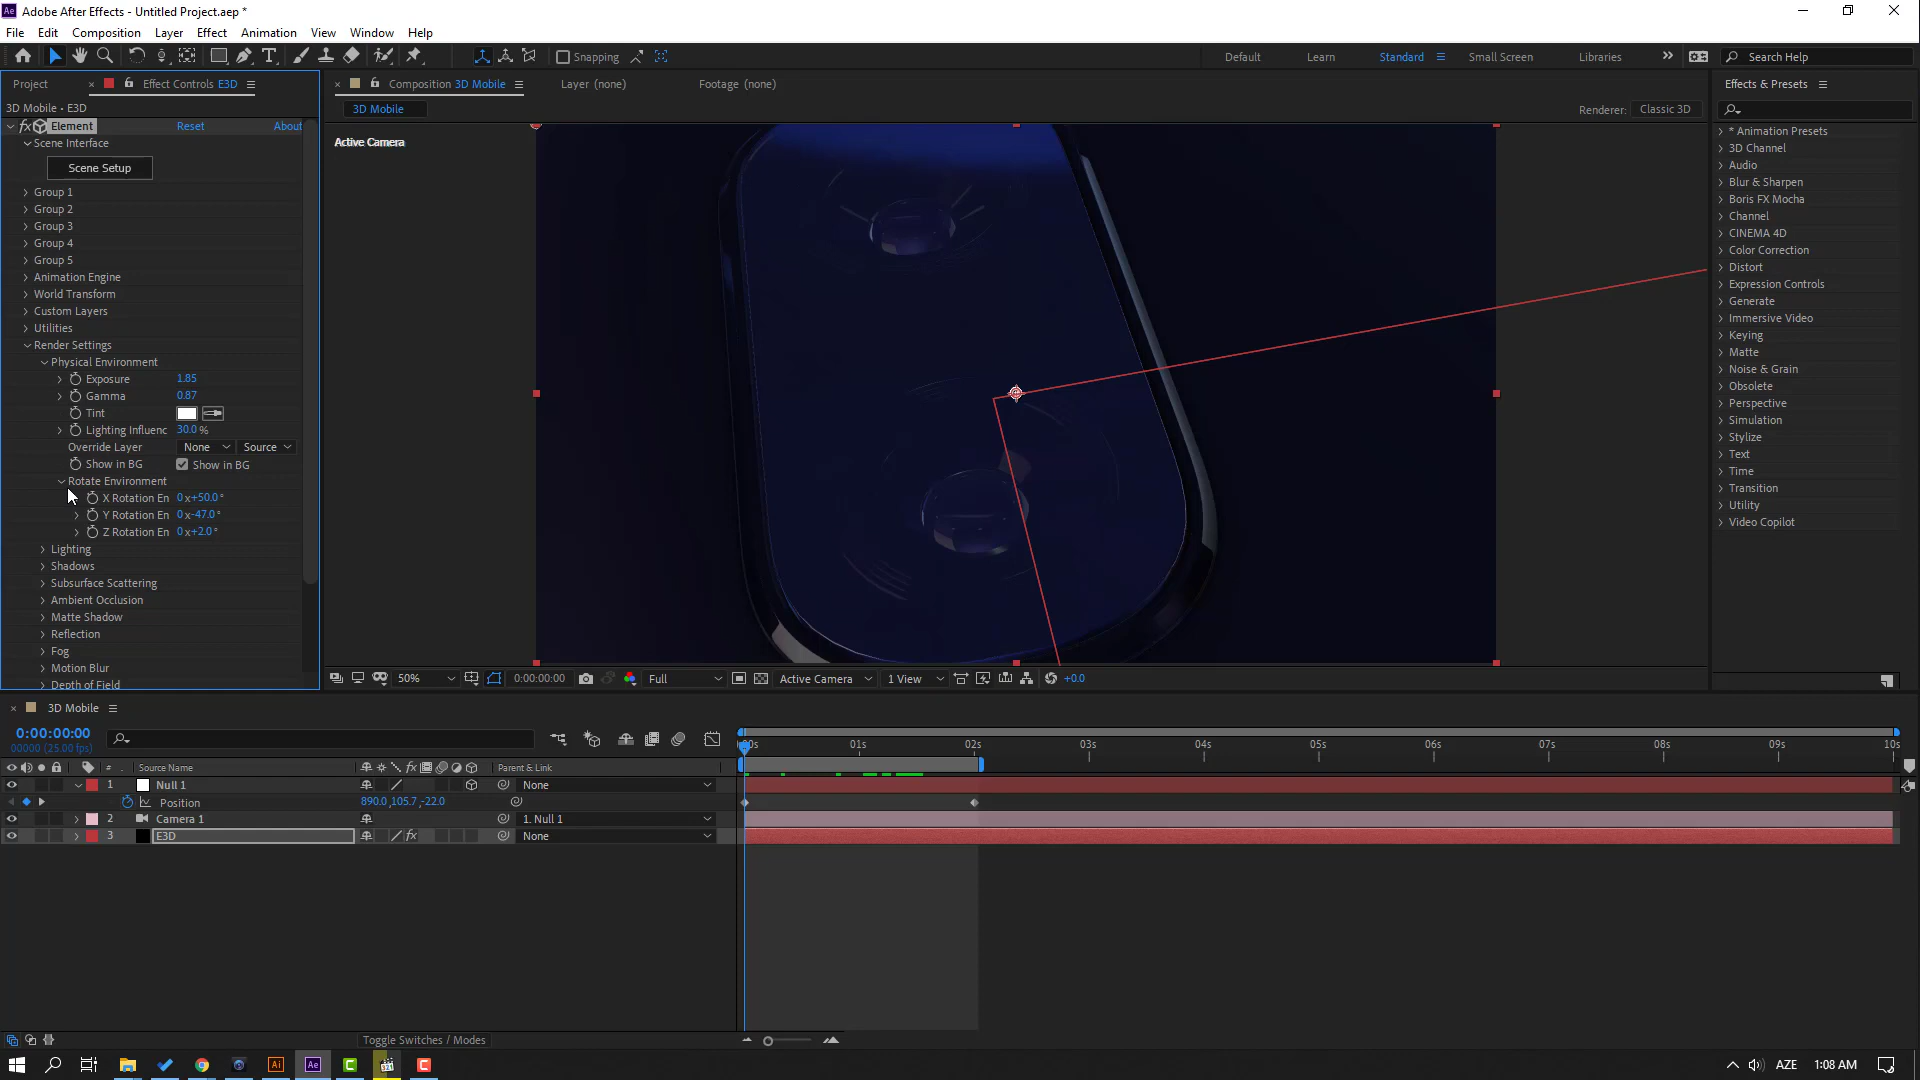 Ae Adobe After Effects - Untitled Project.aep *
File Edit Composition Layer Effect Animation View Window Help
Snapping Default Learn Standard Small Screen Libraries Search Help
Project Effect Controls E3D Composition 3D Mobile Layer (none) Footage (none) Effects & Presets
3D Mobile • E3D
3D Mobile
Renderer: Classic 3D
fx Element Reset About
Scene Interface
Scene Setup
Group 1
Group 2
Group 3
Group 4
Group 5
Animation Engine
World Transform
Custom Layers
Utilities
Render Settings
Physical Environment
Exposure 1.85
Gamma 0.87
Tint
Lighting Influenc 30.0 %
Override Layer None Source
Show in BG Show in BG
Rotate Environment
X Rotation En 0 x+50.0 °
Y Rotation En 0 x-47.0 °
Z Rotation En 0 x+2.0 °
Lighting
Shadows
Subsurface Scattering
Ambient Occlusion
Matte Shadow
Reflection
Fog
Motion Blur
Depth of Field
Active Camera
* Animation Presets
3D Channel
Audio
Blur & Sharpen
Boris FX Mocha
Channel
CINEMA 4D
Color Correction
Distort
Expression Controls
Generate
Immersive Video
Keying
Matte
Noise & Grain
Obsolete
Perspective
Simulation
Stylize
Text
Time
Transition
Utility
Video Copilot
50% 0:00:00:00 Full Active Camera 1 View +0.0
3D Mobile
0:00:00:00
00000 (25.00 fps)
:00s 01s 02s 03s 04s 05s 06s 07s 08s 09s 10s
# Source Name Parent & Link
1 Null 1 None
Position 890.0,105.7,-22.0
2 Camera 1 1. Null 1
3 E3D fx None
Toggle Switches / Modes
Ai Ae C C
AZE 1:08 AM